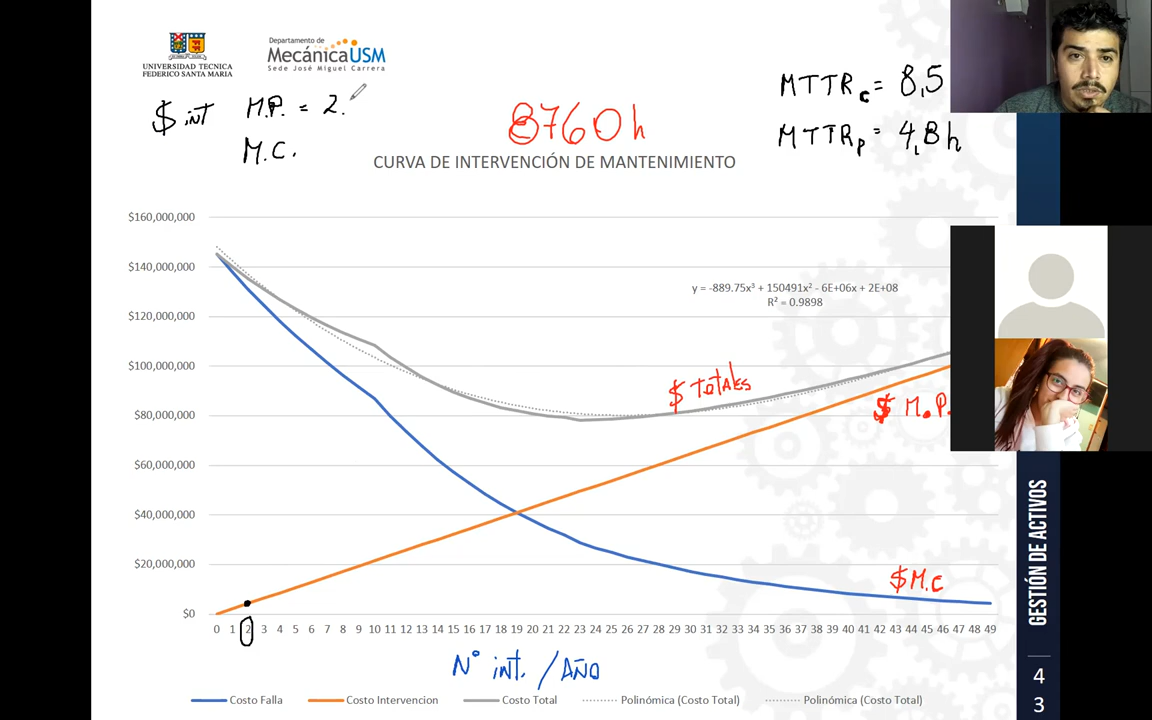 UNIVERSIDAD TECNICA
FEDERICO SANTA MARIA
Departamento de
MecánicaUSM
Sede José Miguel Carrera
$ int M.P. = 2.
M.C.
8760 h
MTTRc = 8,5
MTTRp = 4,8 h
CURVA DE INTERVENCIÓN DE MANTENIMIENTO
$160,000,000
$140,000,000
$120,000,000
$100,000,000
$80,000,000
$60,000,000
$40,000,000
$20,000,000
$0
y = -889.75x³ + 150491x² - 6E+06x + 2E+08
R² = 0.9898
$ TOTALES
$ M.P.
$ M.C
0 1 2 3 4 5 6 7 8 9 10 11 12 13 14 15 16 17 18 19 20 21 22 23 24 25 26 27 28 29 30 31 32 33 34 35 36 37 38 39 40 41 42 43 44 45 46 47 48 49
N° int. / AÑO
Costo Falla
Costo Intervencion
Costo Total
Polinómica (Costo Total)
Polinómica (Costo Total)
GESTIÓN DE ACTIVOS
4
3